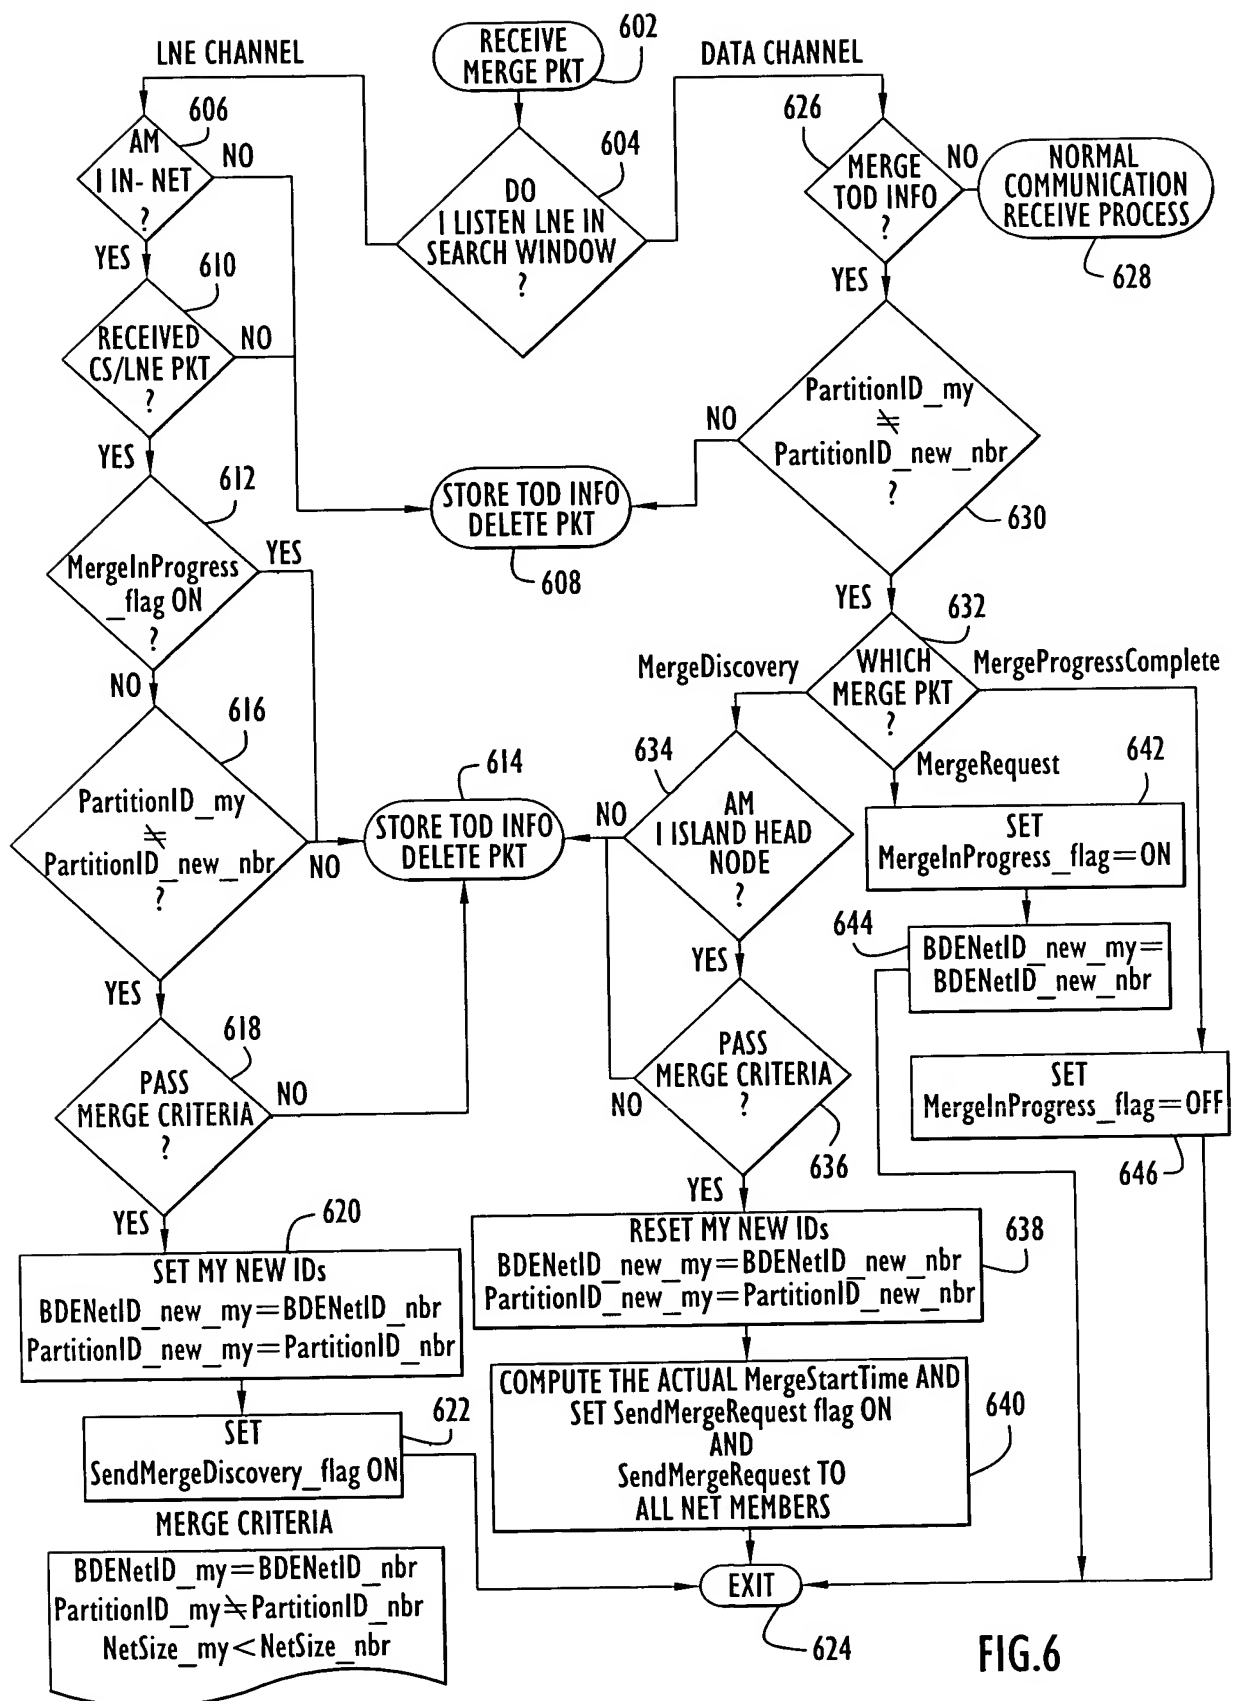 RECEIVE
MERGE PKT
602
LNE CHANNEL
DATA CHANNEL
606
AM
I IN- NET
?
NO
YES
604
DO
I LISTEN LNE IN
SEARCH WINDOW
?
626
MERGE
TOD INFO
?
NO
YES
NORMAL
COMMUNICATION
RECEIVE PROCESS
628
610
RECEIVED
CS/LNE PKT
?
NO
YES
PartitionID_my
≠
PartitionID_new_nbr
?
NO
630
YES
STORE TOD INFO
DELETE PKT
608
612
MergeInProgress
_flag ON
?
YES
NO
632
WHICH
MERGE PKT
?
MergeDiscovery
MergeProgressComplete
MergeRequest
616
PartitionID_my
≠
PartitionID_new_nbr
?
NO
YES
614
STORE TOD INFO
DELETE PKT
634
AM
I ISLAND HEAD
NODE
?
NO
YES
642
SET
MergeInProgress_flag=ON
644
BDENetID_new_my=
BDENetID_new_nbr
618
PASS
MERGE CRITERIA
?
NO
YES
PASS
MERGE CRITERIA
?
NO
636
YES
SET
MergeInProgress_flag=OFF
646
620
SET MY NEW IDs
BDENetID_new_my=BDENetID_nbr
PartitionID_new_my=PartitionID_nbr
RESET MY NEW IDs
BDENetID_new_my=BDENetID_new_nbr
PartitionID_new_my=PartitionID_new_nbr
638
622
SET
SendMergeDiscovery_flag ON
COMPUTE THE ACTUAL MergeStartTime AND
SET SendMergeRequest flag ON
AND
SendMergeRequest TO
ALL NET MEMBERS
640
MERGE CRITERIA
BDENetID_my=BDENetID_nbr
PartitionID_my≠PartitionID_nbr
NetSize_my<NetSize_nbr
EXIT
624
FIG.6